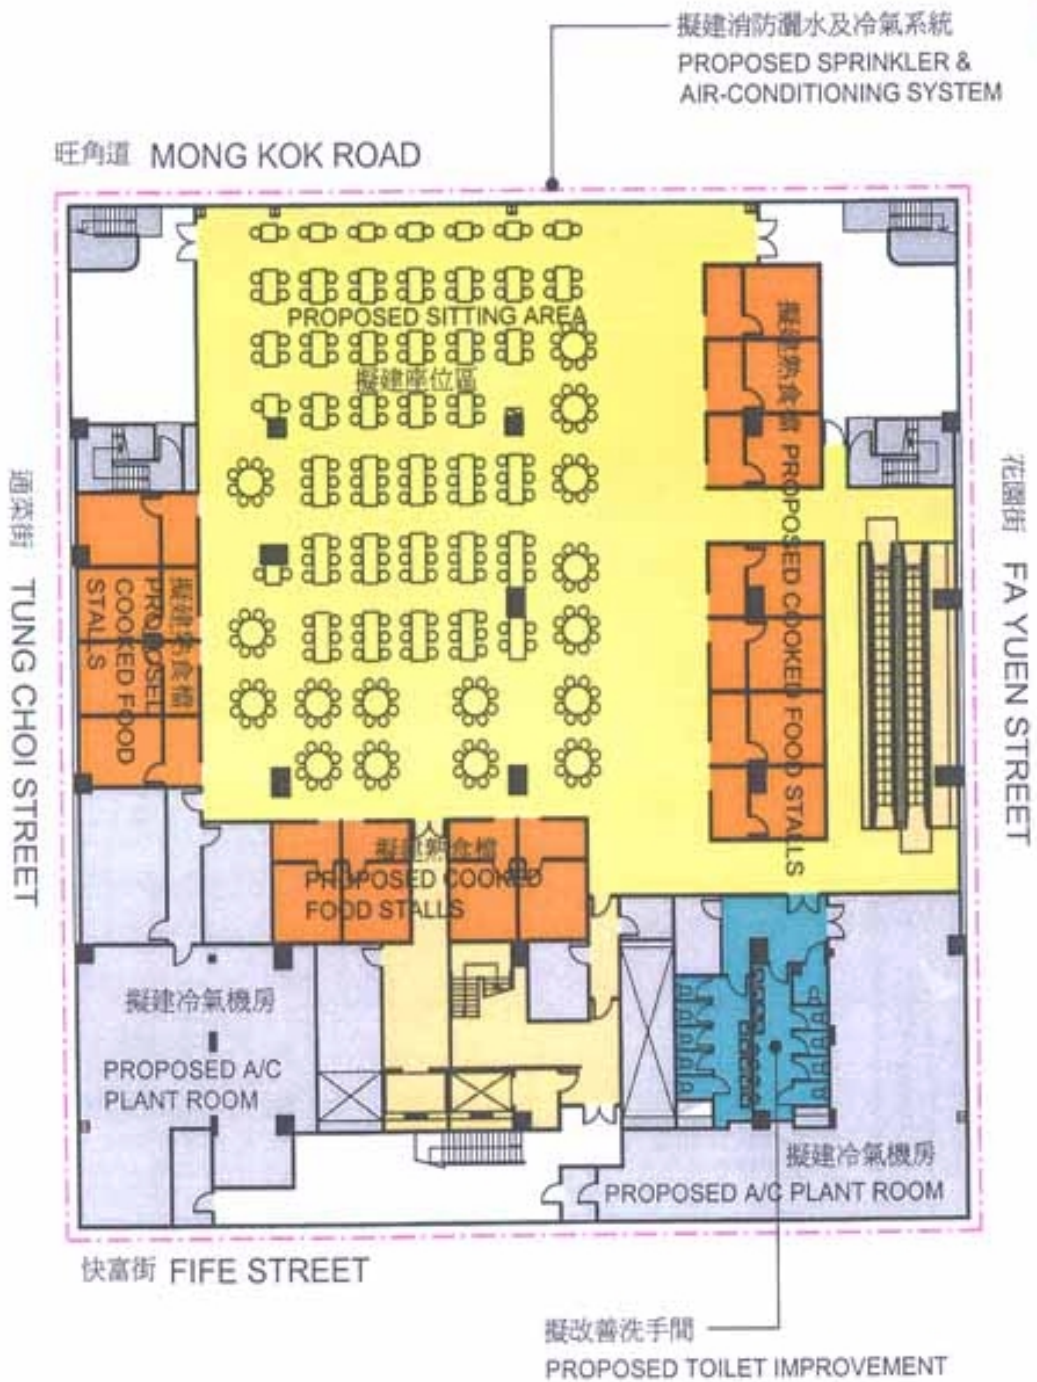 擬建消防灑水及冷氣系統
PROPOSED SPRINKLER &
AIR-CONDITIONING SYSTEM
旺角道 MONG KOK ROAD
PROPOSED SITTING AREA
擬建座位區
擬建熟食檔 PROPOSED COOKED FOOD STALLS
通菜街 TUNG CHOI STREET
花園街 FA YUEN STREET
擬建熟食檔
PROPOSED
COOKED FOOD
STALLS
擬建熟食檔
PROPOSED COOKED
FOOD STALLS
擬建冷氣機房
PROPOSED A/C
PLANT ROOM
擬建冷氣機房
PROPOSED A/C PLANT ROOM
快富街 FIFE STREET
擬改善洗手間
PROPOSED TOILET IMPROVEMENT